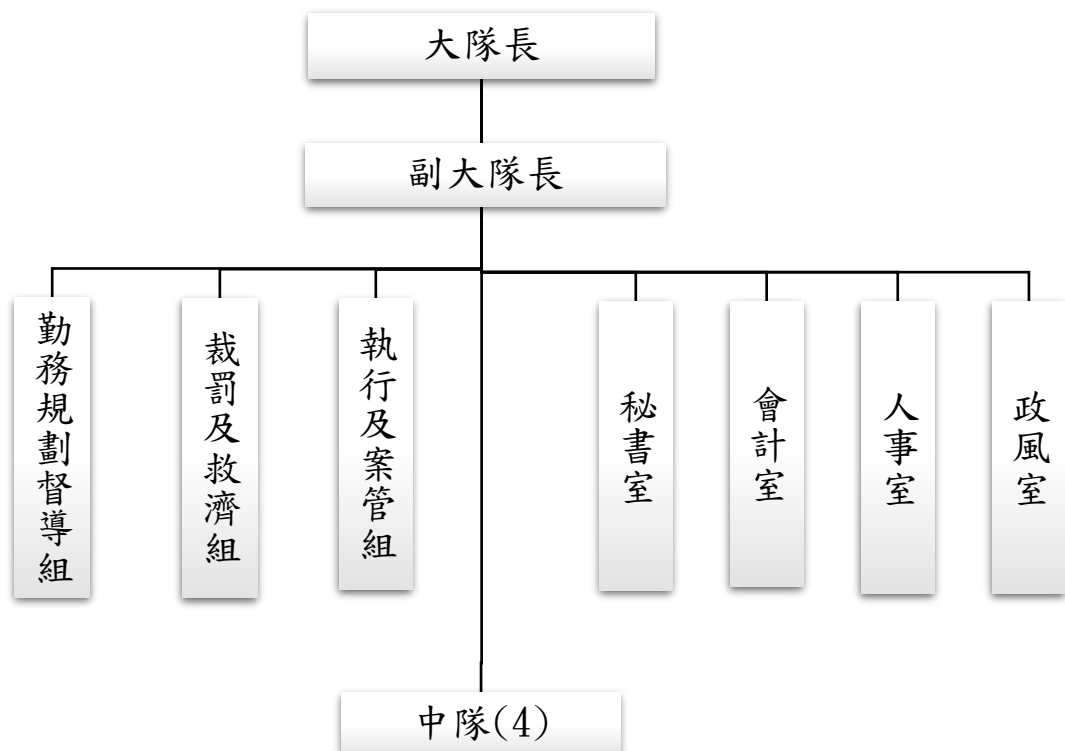 大隊長
副大隊長
勤務規劃督導組
裁罰及救濟組
執行及案管組
秘書室
會計室
人事室
政風室
中隊(4)